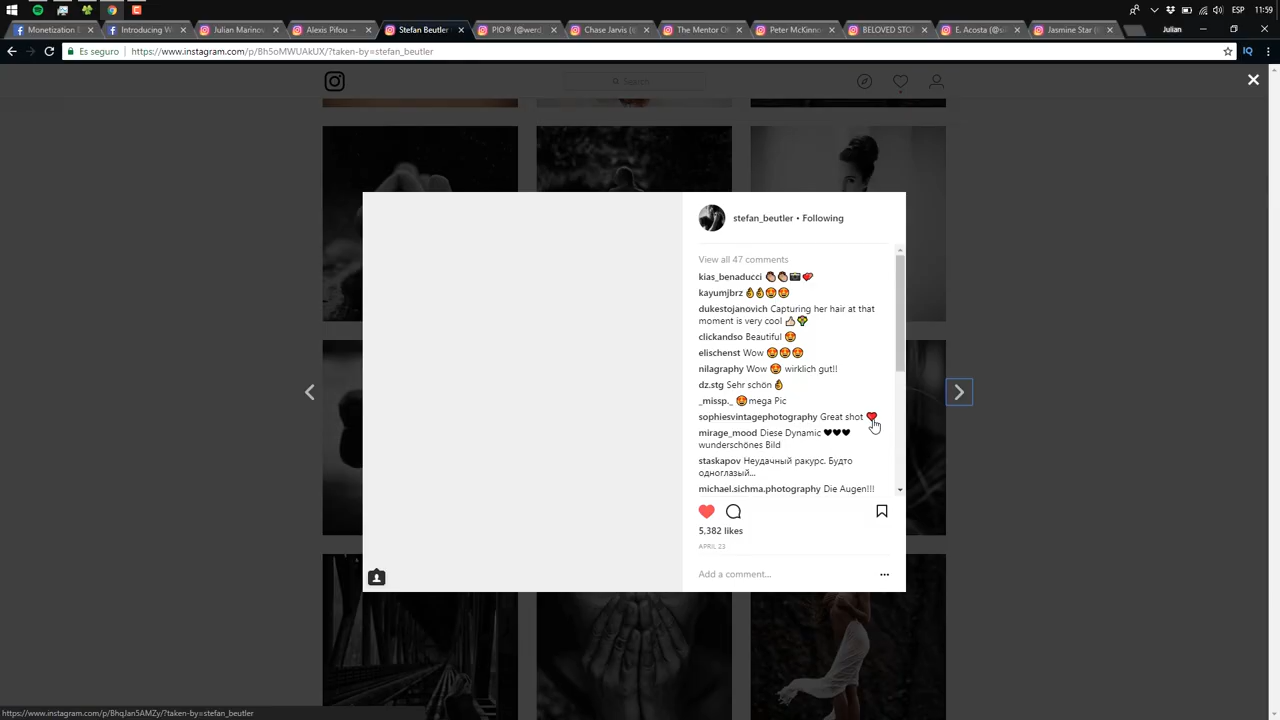 ESP 11:59
Monetization E
Introducing W
Julian Marinov
Alexis Pifou →
Stefan Beutler
PIO® (@werd
Chase Jarvis (@
The Mentor O
Peter McKinno
BELOVED STO
E. Acosta (@si
Jasmine Star (
Julian
Es seguro
https://www.instagram.com/p/Bh5oMWUAkUX/?taken-by=stefan_beutler
IQ
Search
stefan_beutler • Following
View all 47 comments
kias_benaducci 👏👏📷💕
kayumjbrz 👌👌😍😍
dukestojanovich Capturing her hair at that
moment is very cool 👍💐
clickandso Beautiful 😍
elischenst Wow 😍😍😍
nilagraphy Wow 😍 wirklich gut!!
dz.stg Sehr schön 👌
_missp._ 😍mega Pic
sophiesvintagephotography Great shot ❤
mirage_mood Diese Dynamic ♥♥♥
wunderschönes Bild
staskapov Неудачный ракурс. Будто
одноглазый...
michael.sichma.photography Die Augen!!!
5,382 likes
APRIL 23
Add a comment...
https://www.instagram.com/p/BhqJan5AMZy/?taken-by=stefan_beutler